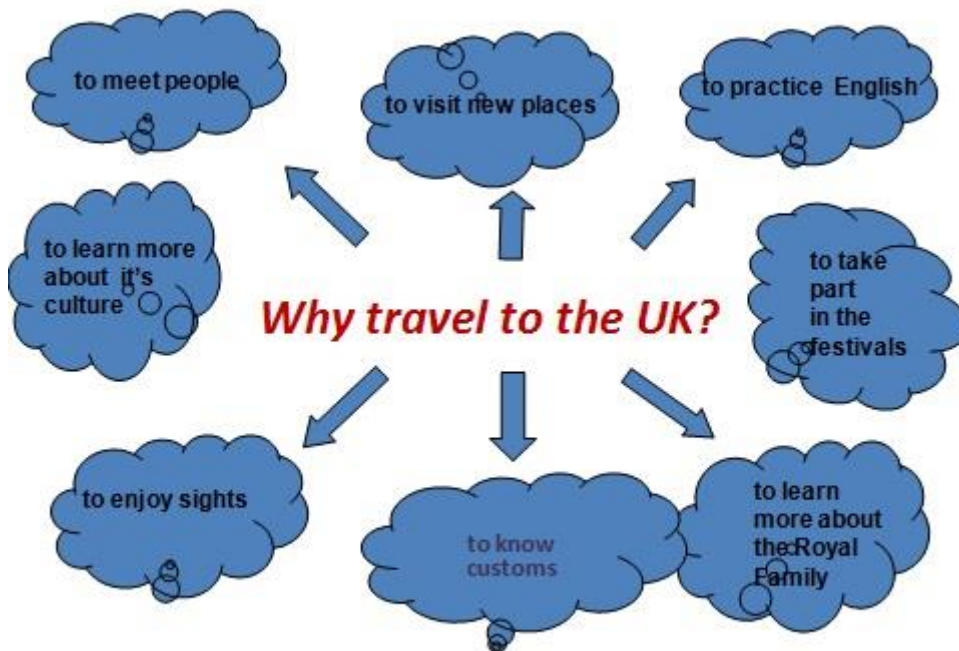 to meet people
to visit new places
to practice English
to learn more
about it's
culture
Why travel to the UK?
to take
part
in the
festivals
to enjoy sights
to know
customs
to learn
more about
the Royal
Family